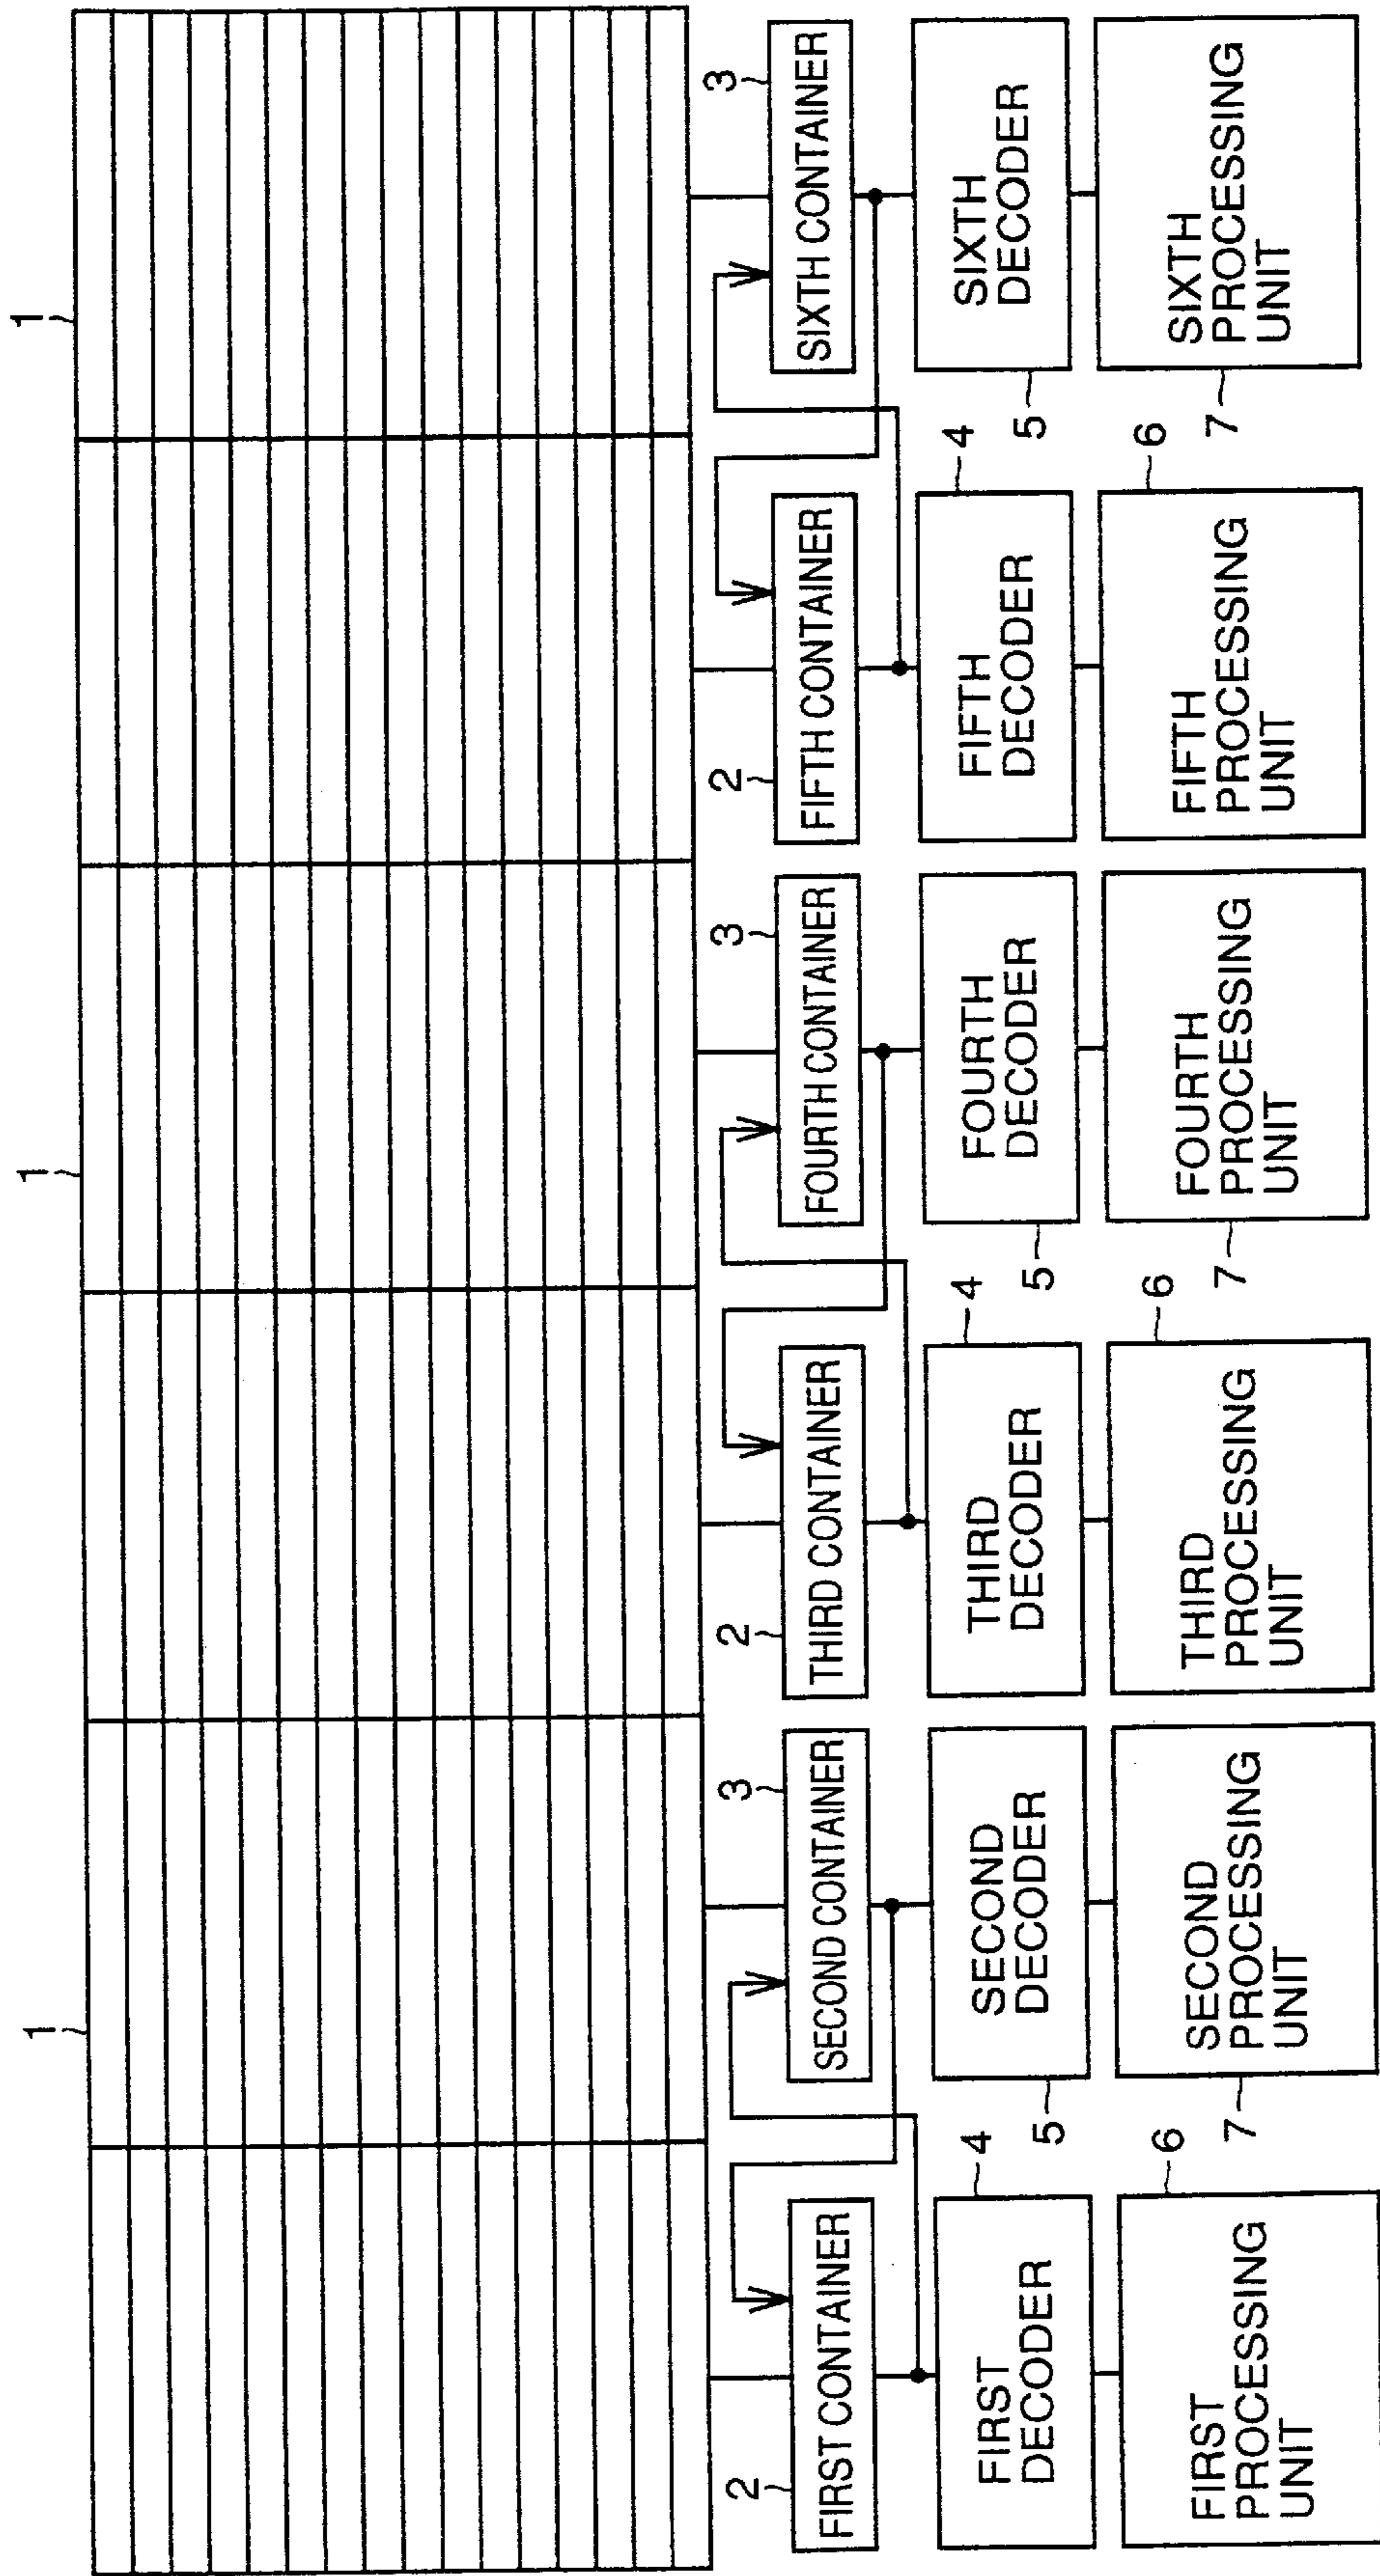 1
1
1
2
FIRST CONTAINER
SECOND CONTAINER
3
2
THIRD CONTAINER
FOURTH CONTAINER
3
2
FIFTH CONTAINER
SIXTH CONTAINER
3
FIRST
DECODER
4
5
SECOND
DECODER
THIRD
DECODER
4
5
FOURTH
DECODER
FIFTH
DECODER
4
5
SIXTH
DECODER
FIRST
PROCESSING
UNIT
6
7
SECOND
PROCESSING
UNIT
THIRD
PROCESSING
UNIT
6
7
FOURTH
PROCESSING
UNIT
FIFTH
PROCESSING
UNIT
6
7
SIXTH
PROCESSING
UNIT